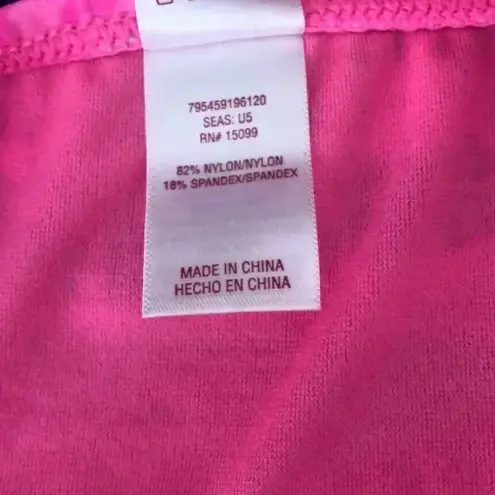 795459196120
SEAS: U5
RN# 15099
82% NYLON/NYLON
18% SPANDEX/SPANDEX
MADE IN CHINA
HECHO EN CHINA